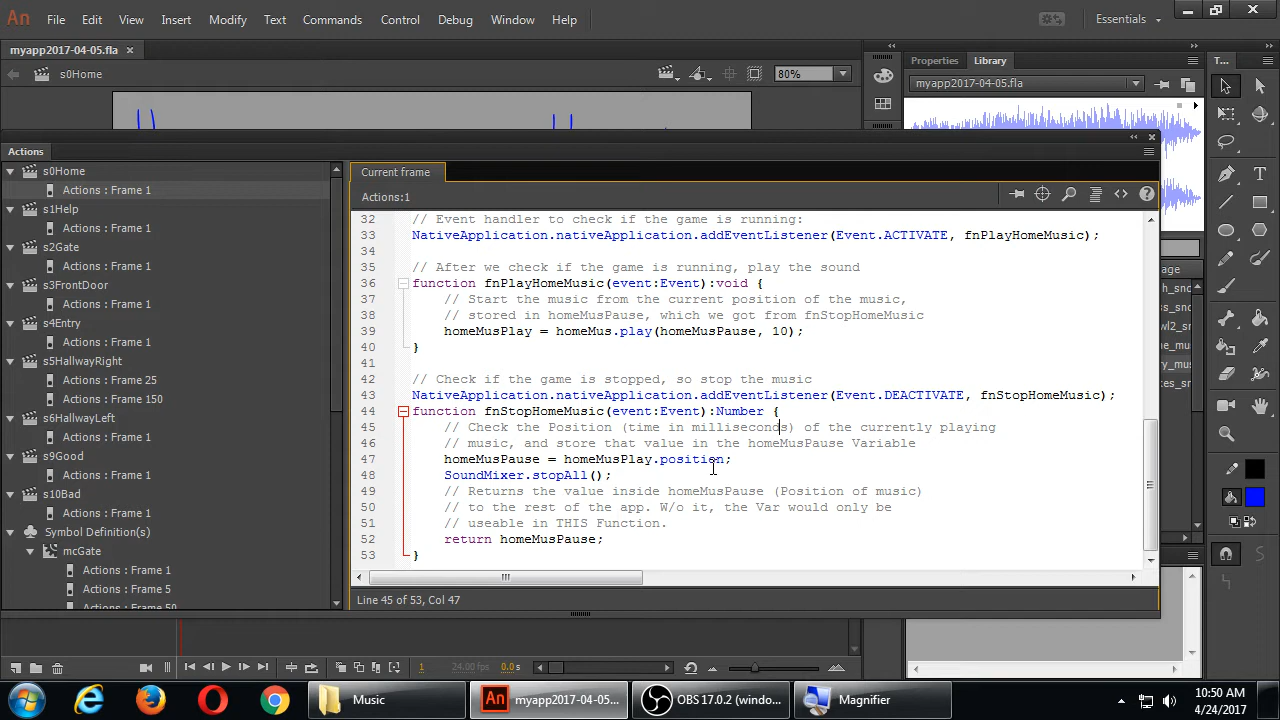 An File Edit View Insert Modify Text Commands Control Debug Window Help Essentials
myapp2017-04-05.fla ×
s0Home 80%
Properties Library
myapp2017-04-05.fla
Actions
Current frame
Actions:1
s0Home
Actions : Frame 1
s1Help
Actions : Frame 1
s2Gate
Actions : Frame 1
s3FrontDoor
Actions : Frame 1
s4Entry
Actions : Frame 1
s5HallwayRight
Actions : Frame 25
Actions : Frame 150
s6HallwayLeft
Actions : Frame 1
s9Good
Actions : Frame 1
s10Bad
Actions : Frame 1
Symbol Definition(s)
mcGate
Actions : Frame 1
Actions : Frame 5
Actions : Frame 50
32 // Event handler to check if the game is running:
33 NativeApplication.nativeApplication.addEventListener(Event.ACTIVATE, fnPlayHomeMusic);
34
35 // After we check if the game is running, play the sound
36 function fnPlayHomeMusic(event:Event):void {
37 // Start the music from the current position of the music,
38 // stored in homeMusPause, which we got from fnStopHomeMusic
39 homeMusPlay = homeMus.play(homeMusPause, 10);
40 }
41
42 // Check if the game is stopped, so stop the music
43 NativeApplication.nativeApplication.addEventListener(Event.DEACTIVATE, fnStopHomeMusic);
44 function fnStopHomeMusic(event:Event):Number {
45 // Check the Position (time in milliseconds) of the currently playing
46 // music, and store that value in the homeMusPause Variable
47 homeMusPause = homeMusPlay.position;
48 SoundMixer.stopAll();
49 // Returns the value inside homeMusPause (Position of music)
50 // to the rest of the app. W/o it, the Var would only be
51 // useable in THIS Function.
52 return homeMusPause;
53 }
Line 45 of 53, Col 47
T...
1 24.00 fps 0.0 s
Music
An myapp2017-04-05...
OBS 17.0.2 (windo...
Magnifier
10:50 AM
4/24/2017